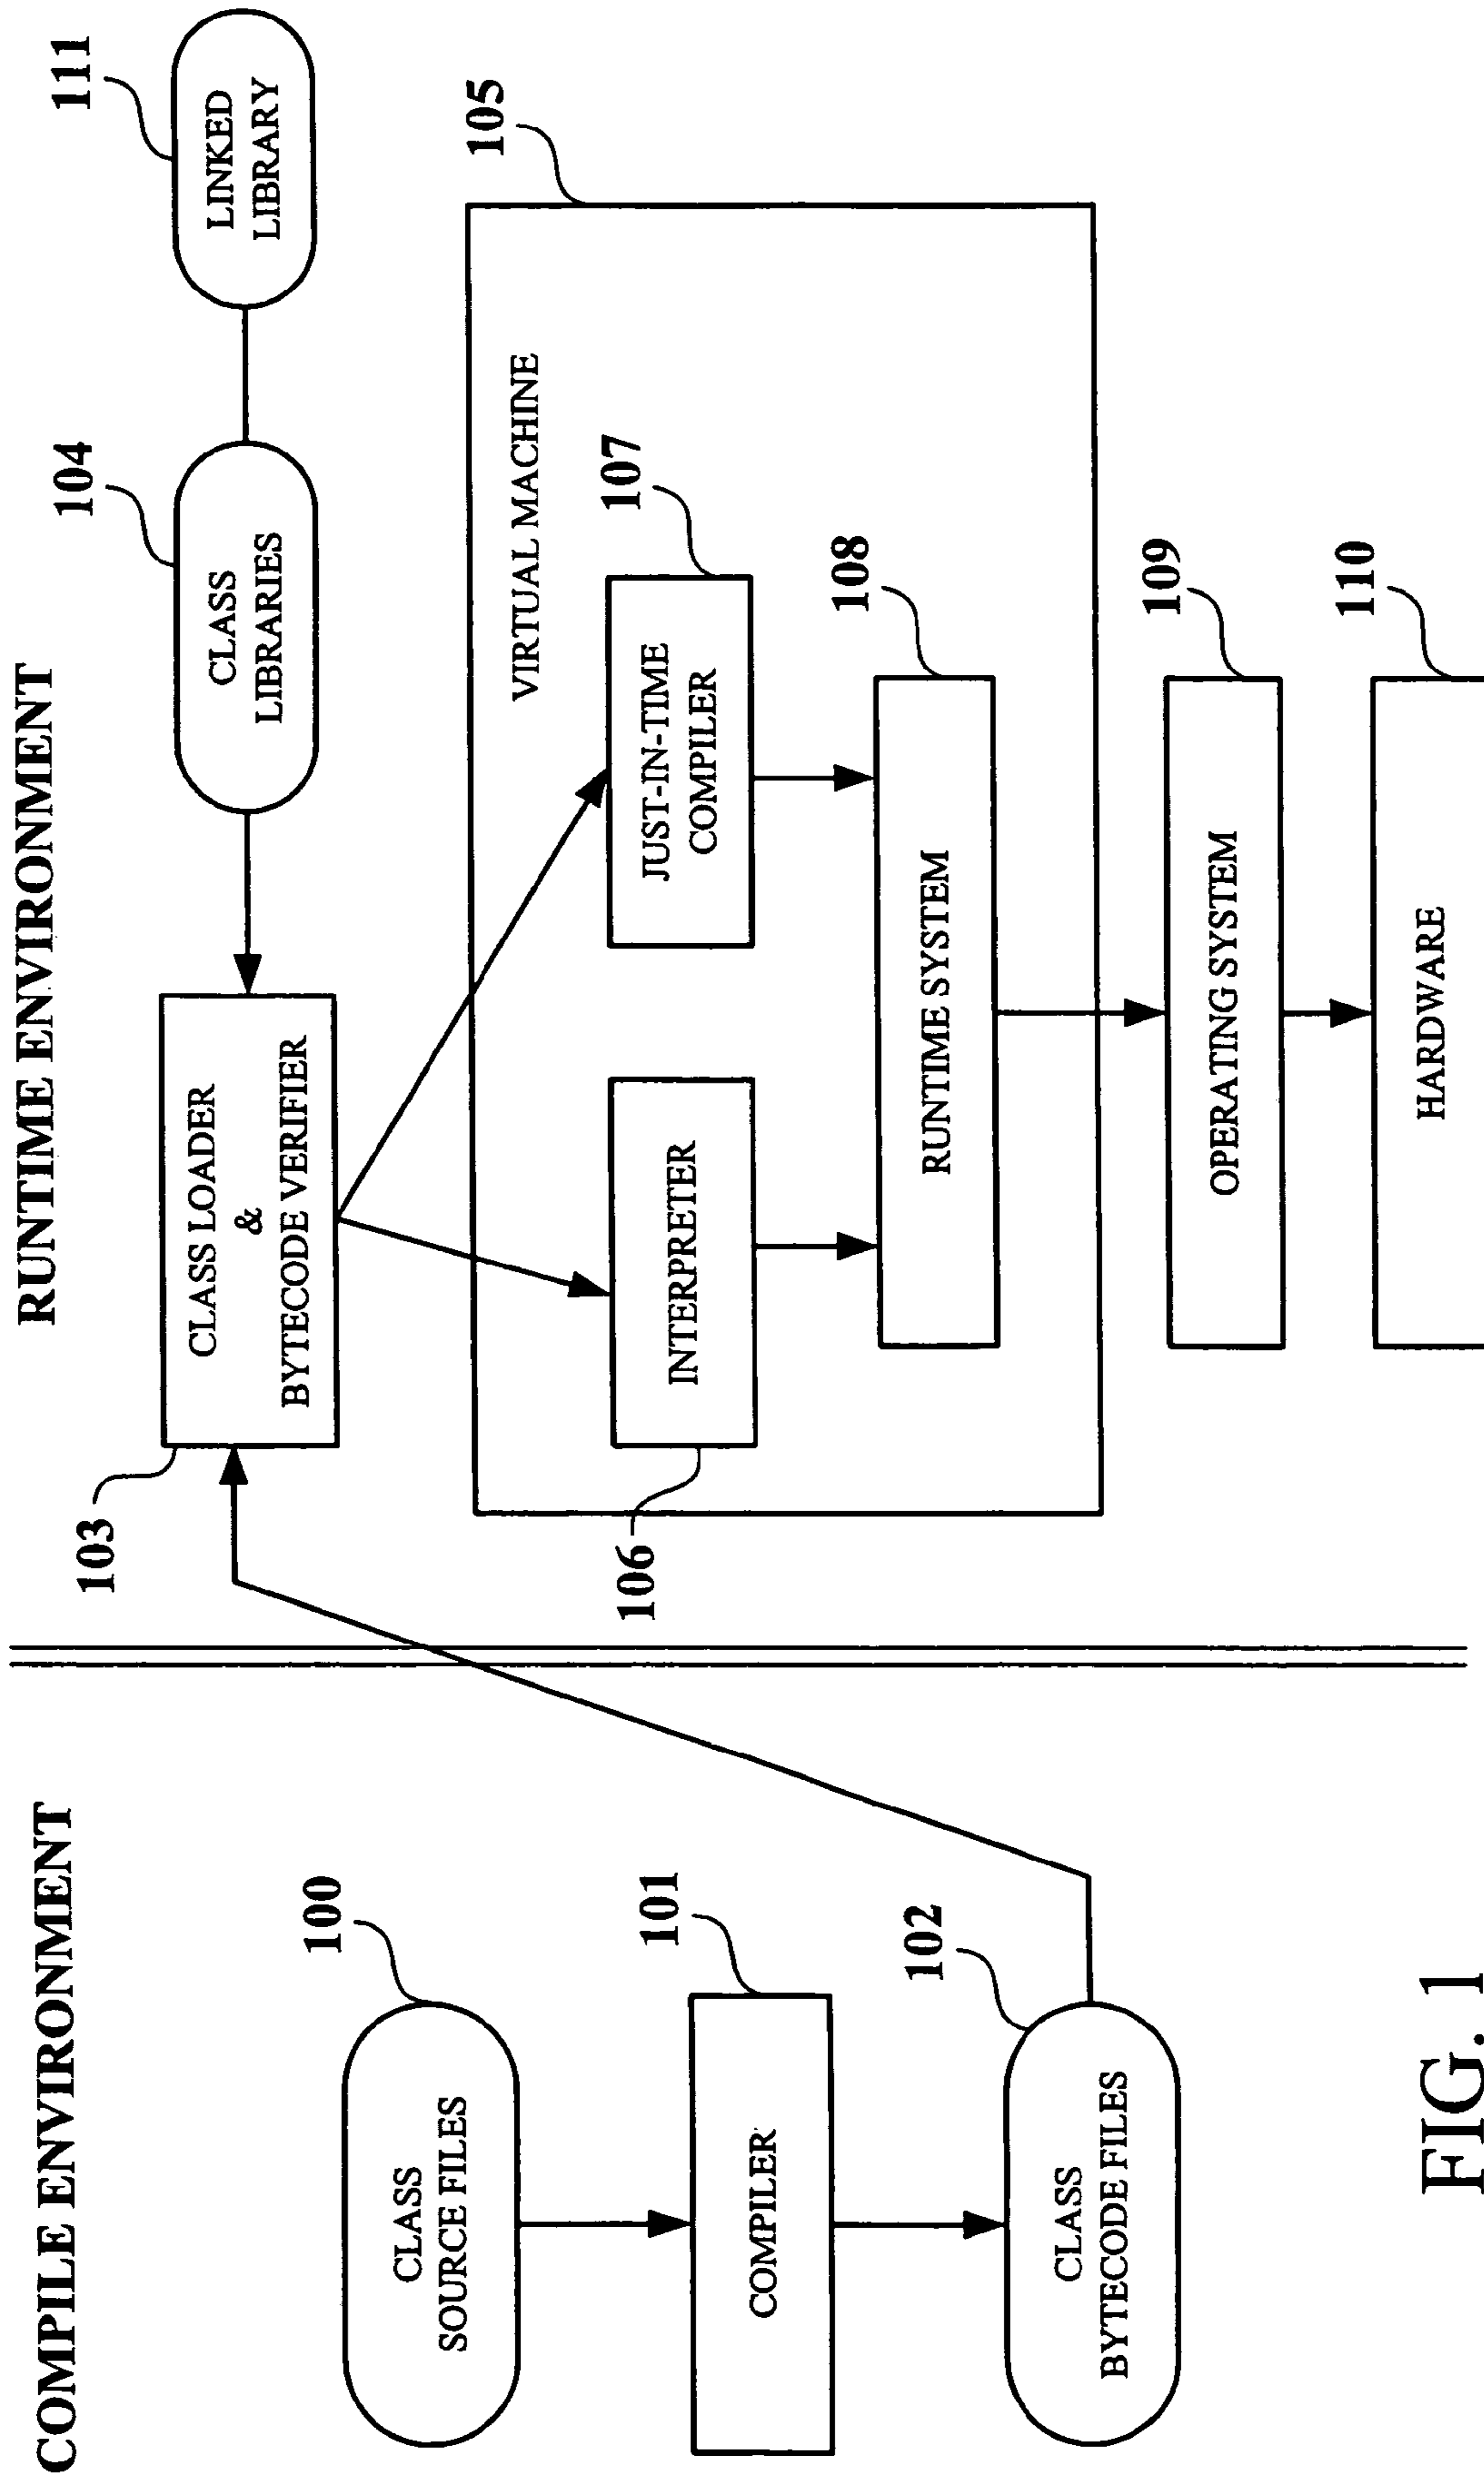 COMPILE ENVIRONMENT
100
CLASS
SOURCE FILES
101
COMPILER
102
CLASS
BYTECODE FILES
RUNTIME ENVIRONMENT
103
CLASS LOADER
&
BYTECODE VERIFIER
104
CLASS
LIBRARIES
111
LINKED
LIBRARY
105
VIRTUAL MACHINE
106
INTERPRETER
107
JUST-IN-TIME
COMPILER
108
RUNTIME SYSTEM
109
OPERATING SYSTEM
110
HARDWARE
FIG. 1